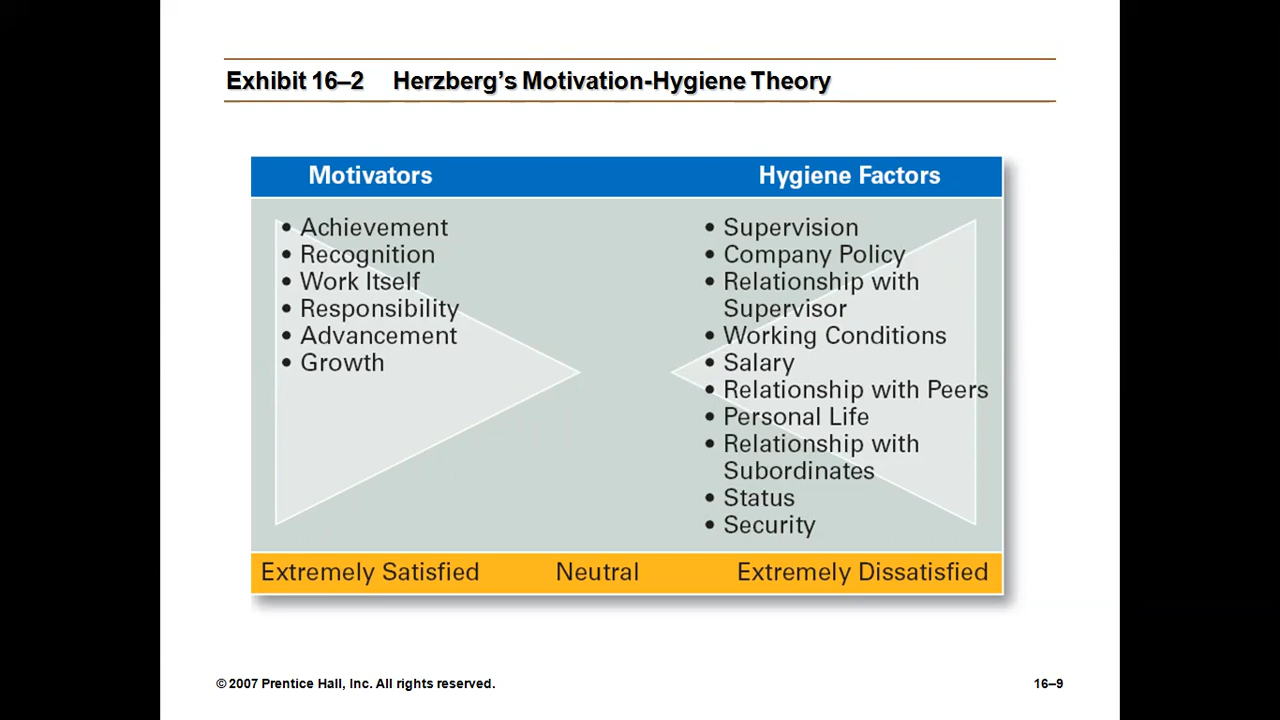 Exhibit 16–2 Herzberg’s Motivation-Hygiene Theory
Motivators
• Achievement
• Recognition
• Work Itself
• Responsibility
• Advancement
• Growth
Hygiene Factors
• Supervision
• Company Policy
• Relationship with
Supervisor
• Working Conditions
• Salary
• Relationship with Peers
• Personal Life
• Relationship with
Subordinates
• Status
• Security
Extremely Satisfied Neutral Extremely Dissatisfied
© 2007 Prentice Hall, Inc. All rights reserved. 16–9